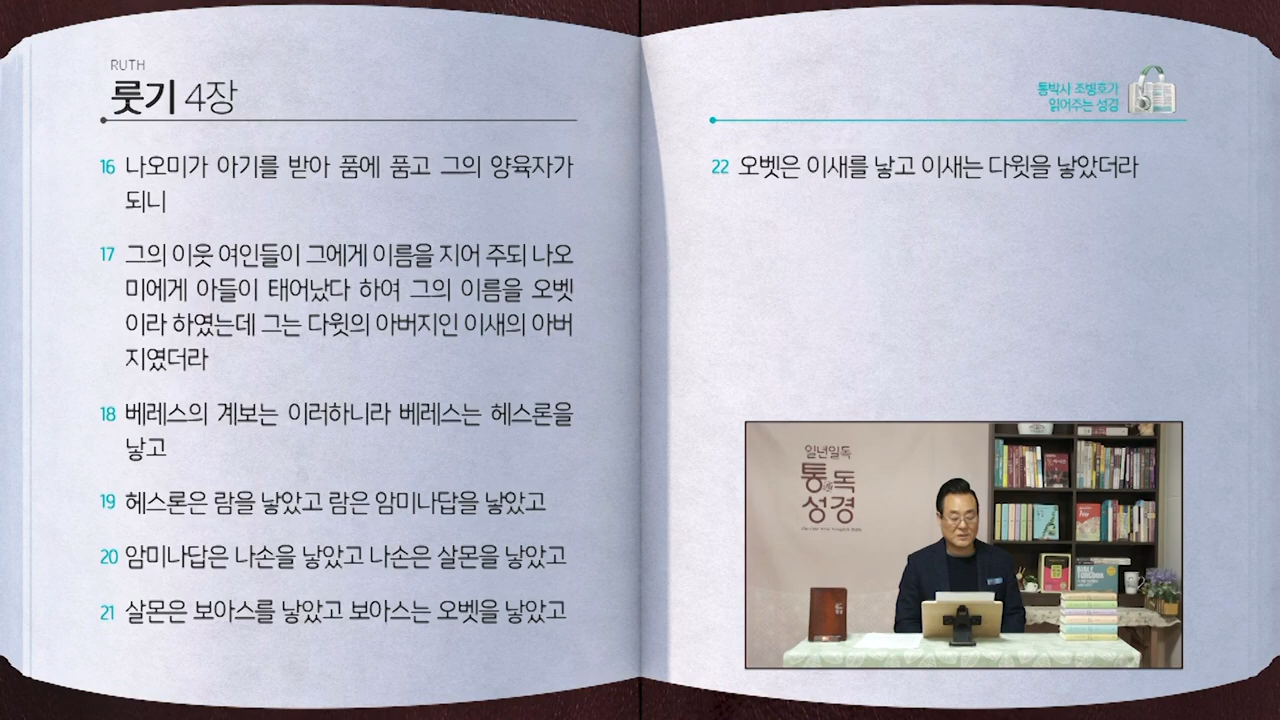 RUTH
룻기 4장
16 나오미가 아기를 받아 품에 품고 그의 양육자가
되니
17 그의 이웃 여인들이 그에게 이름을 지어 주되 나오
미에게 아들이 태어났다 하여 그의 이름을 오벳
이라 하였는데 그는 다윗의 아버지인 이새의 아버
지였더라
18 베레스의 계보는 이러하니라 베레스는 헤스론을
낳고
19 헤스론은 람을 낳았고 람은 암미나답을 낳았고
20 암미나답은 나손을 낳았고 나손은 살몬을 낳았고
21 살몬은 보아스를 낳았고 보아스는 오벳을 낳았고
통박사 조병호가
읽어주는 성경
22 오벳은 이새를 낳고 이새는 다윗을 낳았더라
일년일독
통독
성경